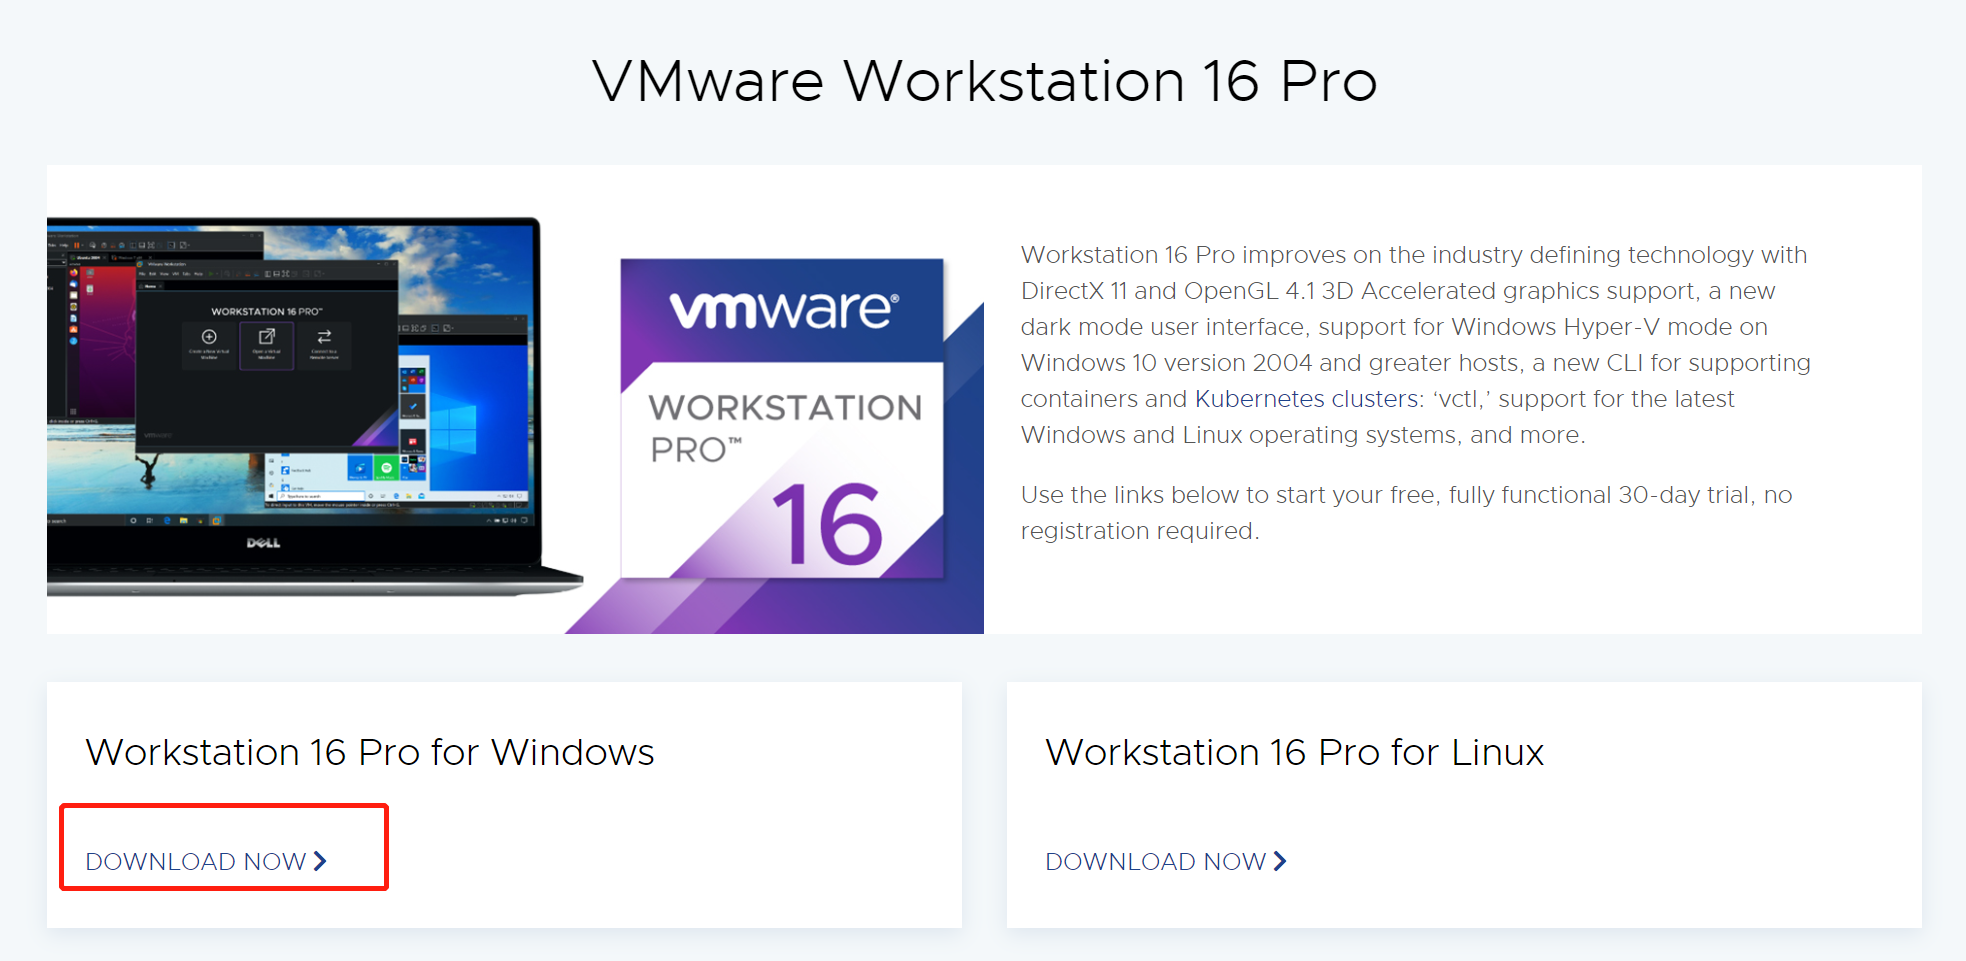 VMware Workstation 16 Pro
WORKSTATION 16 PRO™
DELL
vmware®
WORKSTATION
PRO™
16
Workstation 16 Pro improves on the industry defining technology with
DirectX 11 and OpenGL 4.1 3D Accelerated graphics support, a new
dark mode user interface, support for Windows Hyper-V mode on
Windows 10 version 2004 and greater hosts, a new CLI for supporting
containers and Kubernetes clusters: ‘vctl,’ support for the latest
Windows and Linux operating systems, and more.
Use the links below to start your free, fully functional 30-day trial, no
registration required.
Workstation 16 Pro for Windows
DOWNLOAD NOW
Workstation 16 Pro for Linux
DOWNLOAD NOW